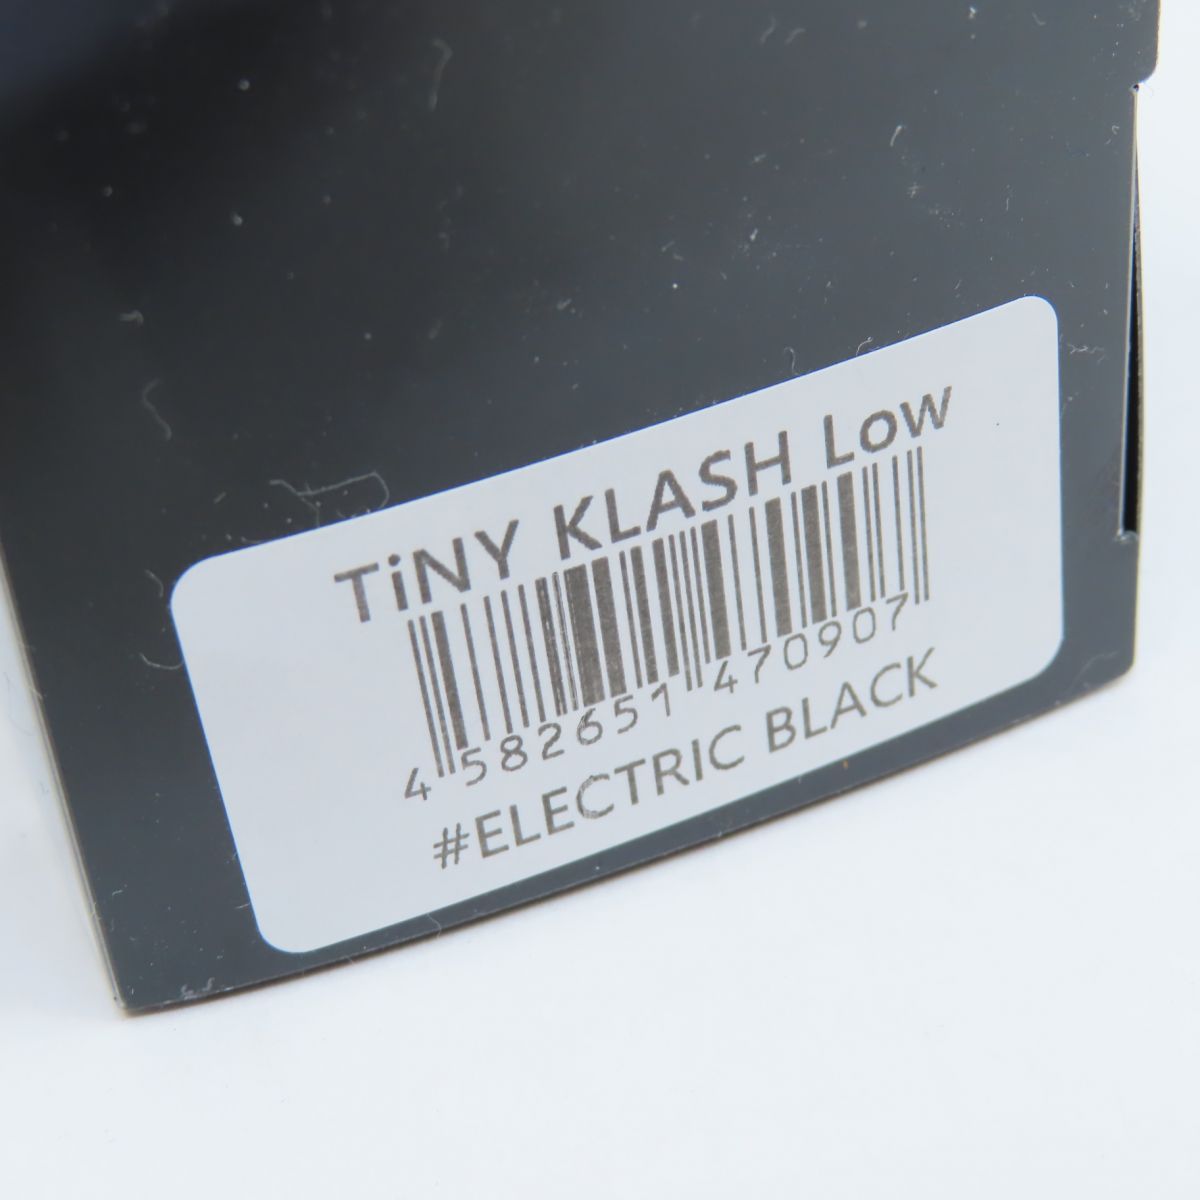 TiNY KLASH Low
4 582651 470907
#ELECTRIC BLACK